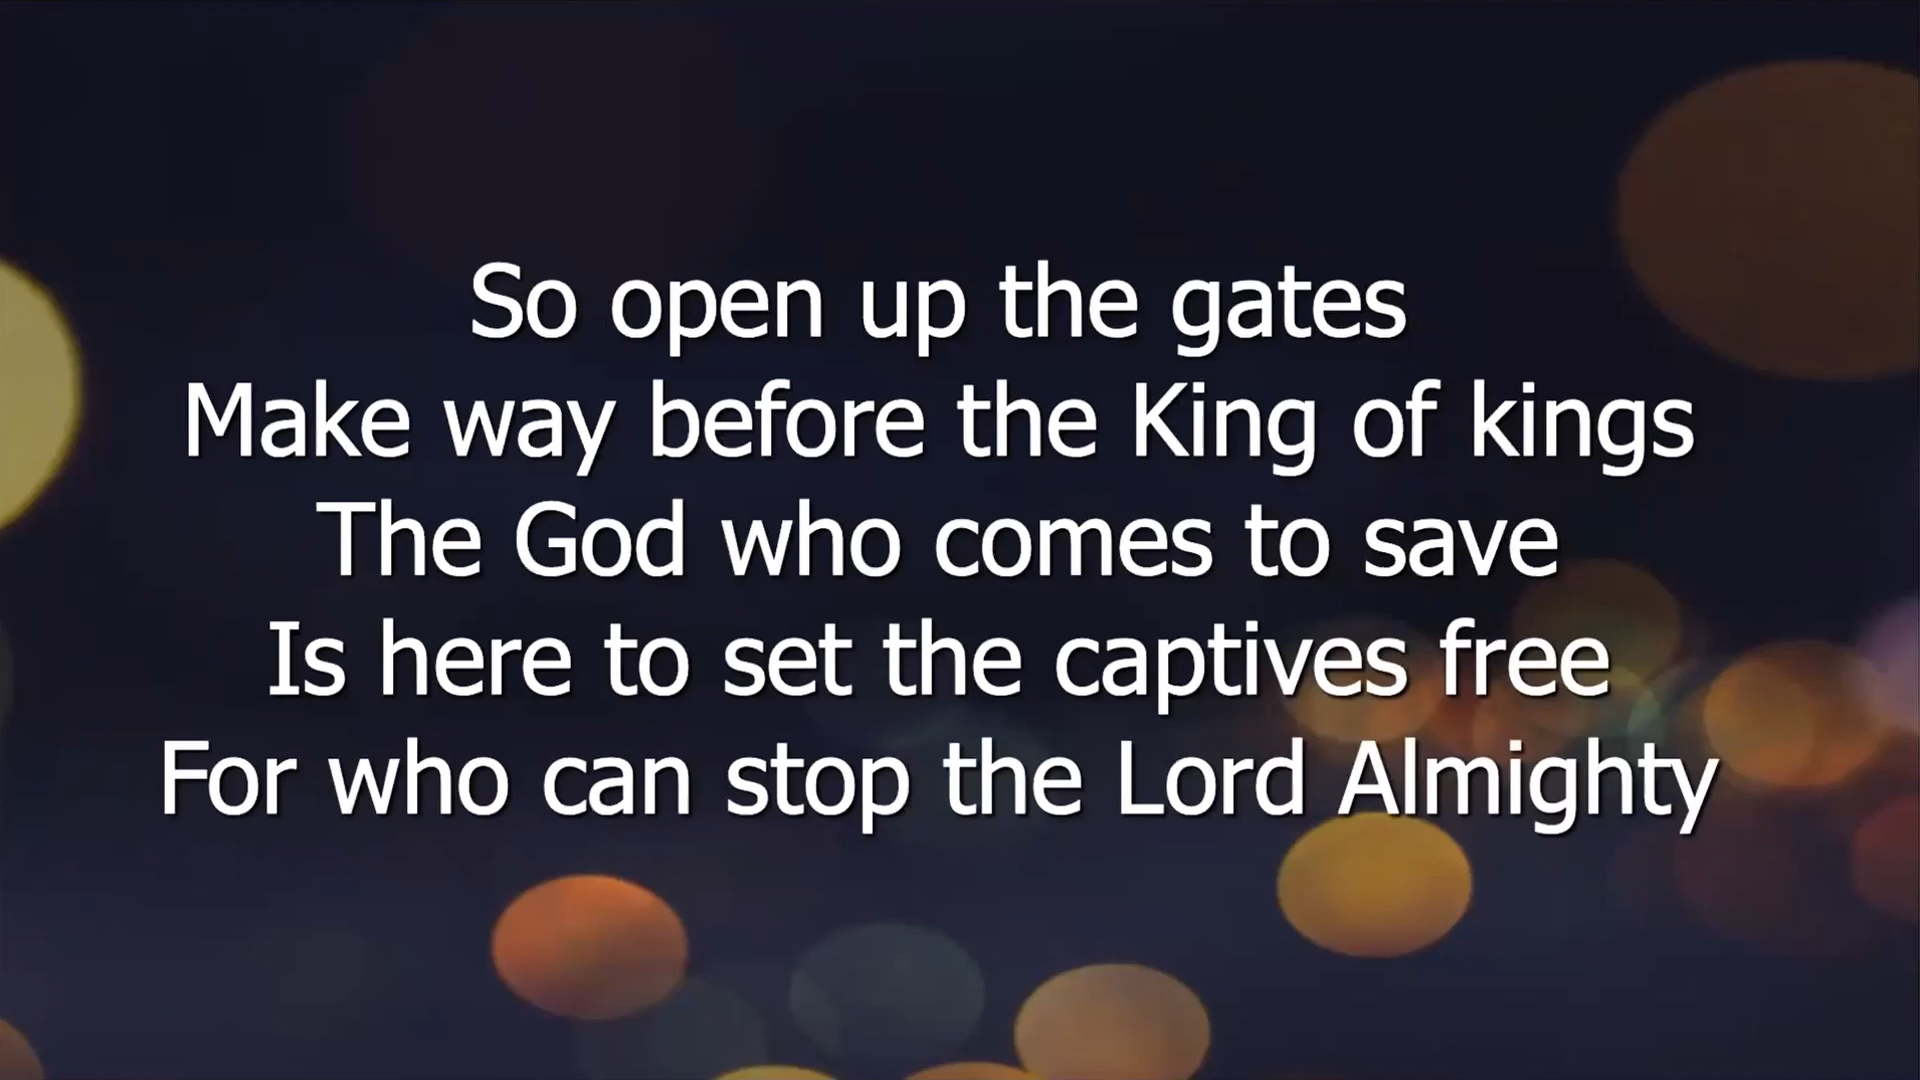 So open up the gates
Make way before the King of kings
The God who comes to save
Is here to set the captives free
For who can stop the Lord Almighty